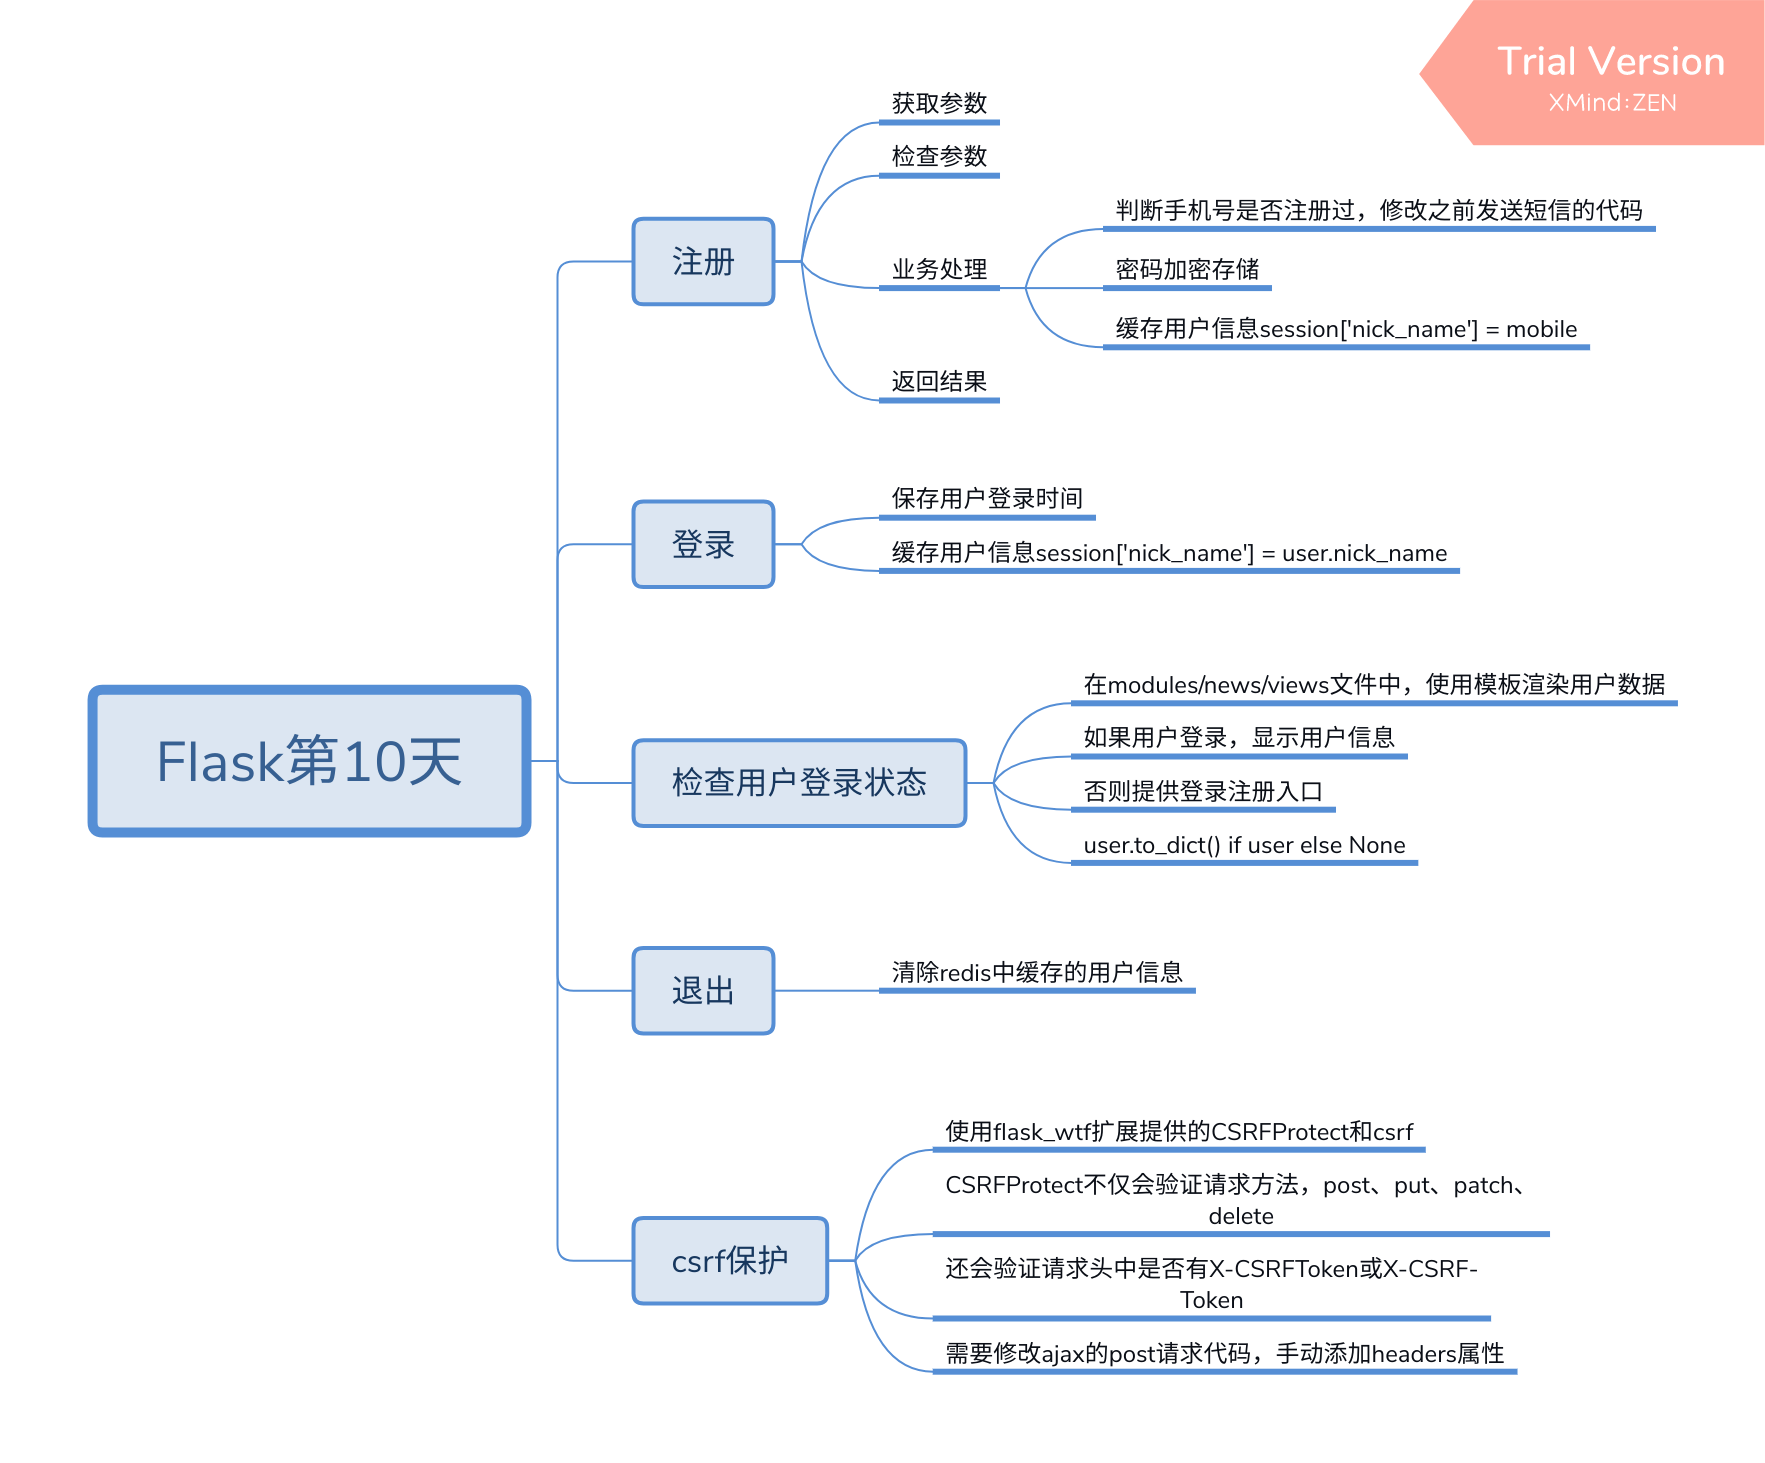 Trial Version
XMind:ZEN
Flask第10天
注册
获取参数
检查参数
业务处理
判断手机号是否注册过，修改之前发送短信的代码
密码加密存储
缓存用户信息session['nick_name'] = mobile
返回结果
登录
保存用户登录时间
缓存用户信息session['nick_name'] = user.nick_name
检查用户登录状态
在modules/news/views文件中，使用模板渲染用户数据
如果用户登录，显示用户信息
否则提供登录注册入口
user.to_dict() if user else None
退出
清除redis中缓存的用户信息
csrf保护
使用flask_wtf扩展提供的CSRFProtect和csrf
CSRFProtect不仅会验证请求方法，post、put、patch、
delete
还会验证请求头中是否有X-CSRFToken或X-CSRF-
Token
需要修改ajax的post请求代码，手动添加headers属性